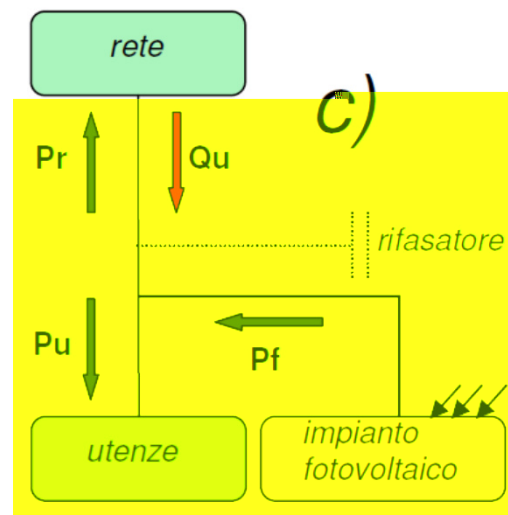 rete
c)
Pr
Qu
rifasatore
Pu
Pf
utenze
impianto
fotovoltaico